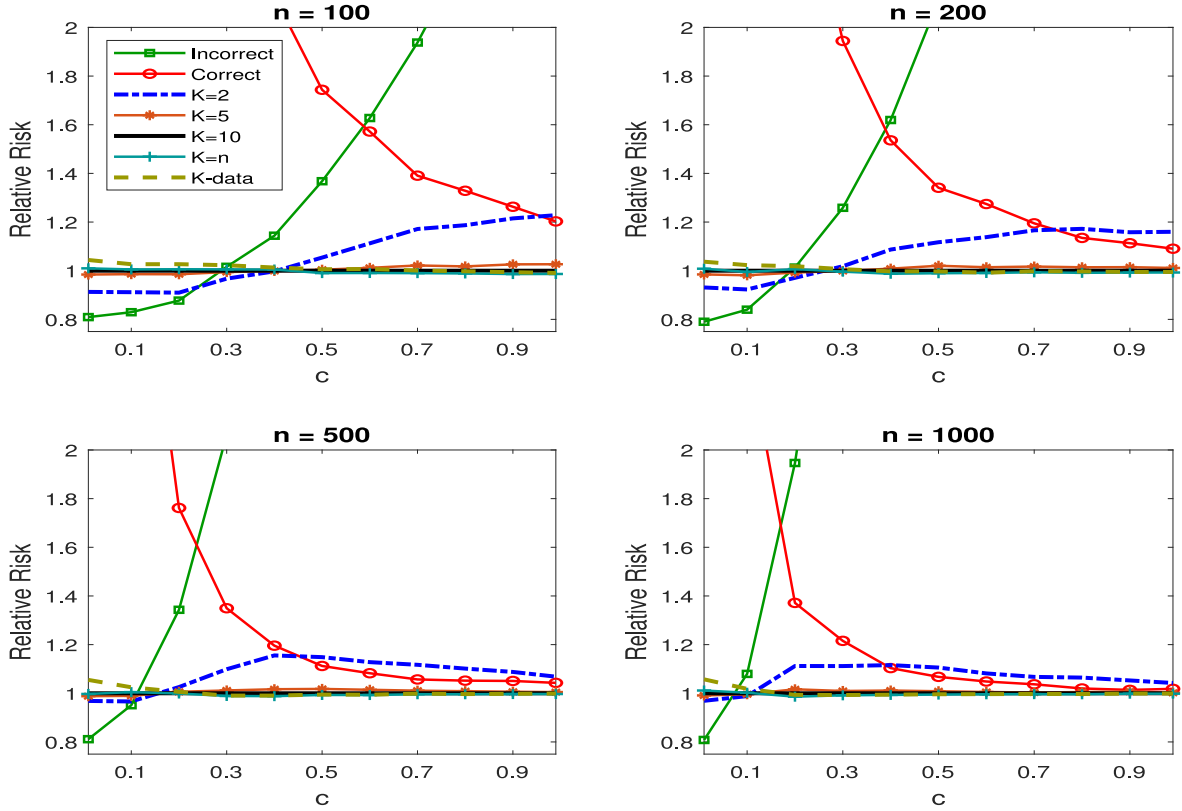 n = 100
2
1.8
1.6
1.4
1.2
1
0.8
Relative Risk
Incorrect
Correct
K=2
K=5
K=10
K=n
K-data
0.1 0.3 0.5 0.7 0.9
c
n = 200
2
1.8
1.6
1.4
1.2
1
0.8
Relative Risk
0.1 0.3 0.5 0.7 0.9
c
n = 500
2
1.8
1.6
1.4
1.2
1
0.8
Relative Risk
0.1 0.3 0.5 0.7 0.9
c
n = 1000
2
1.8
1.6
1.4
1.2
1
0.8
Relative Risk
0.1 0.3 0.5 0.7 0.9
c